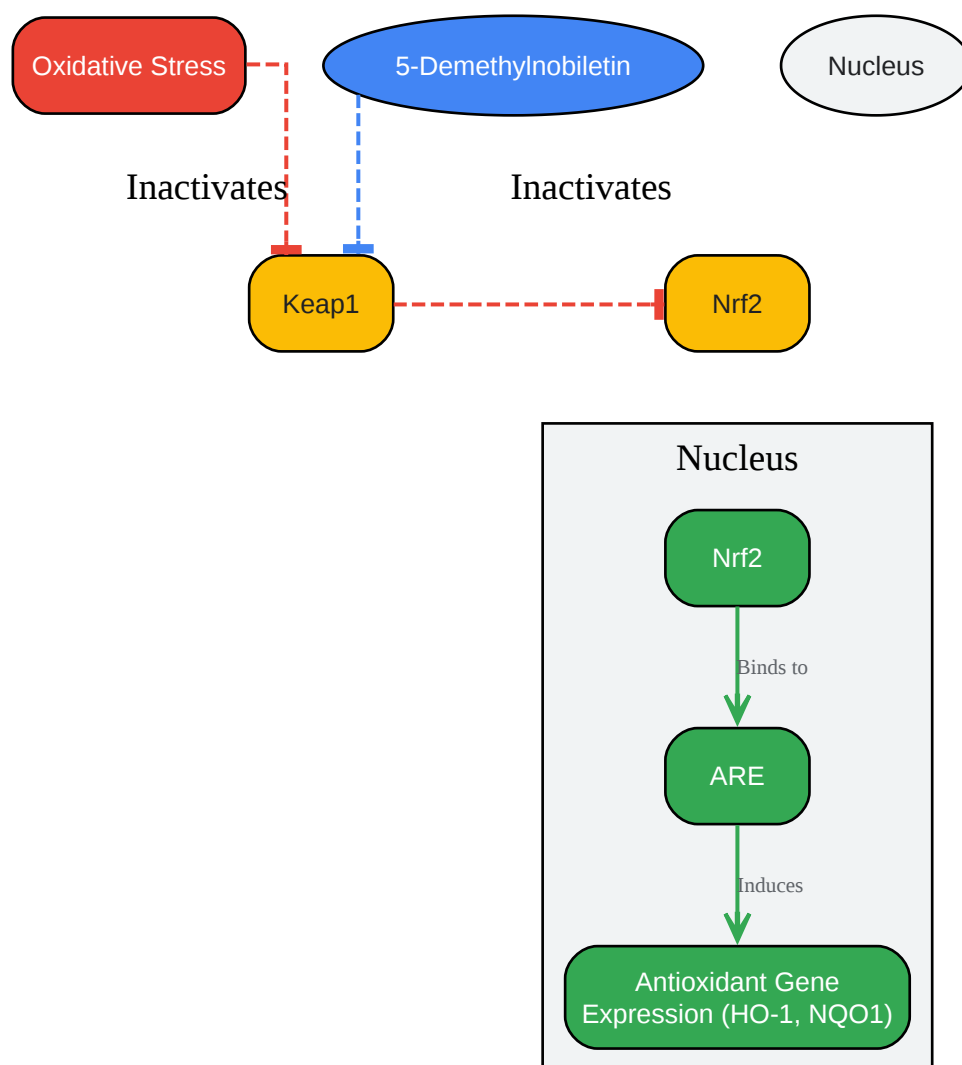 Oxidative Stress
5-Demethylnobiletin
Nucleus
Inactivates
Inactivates
Keap1
Nrf2
Nucleus
Nrf2
Binds to
ARE
Induces
Antioxidant Gene
Expression (HO-1, NQO1)